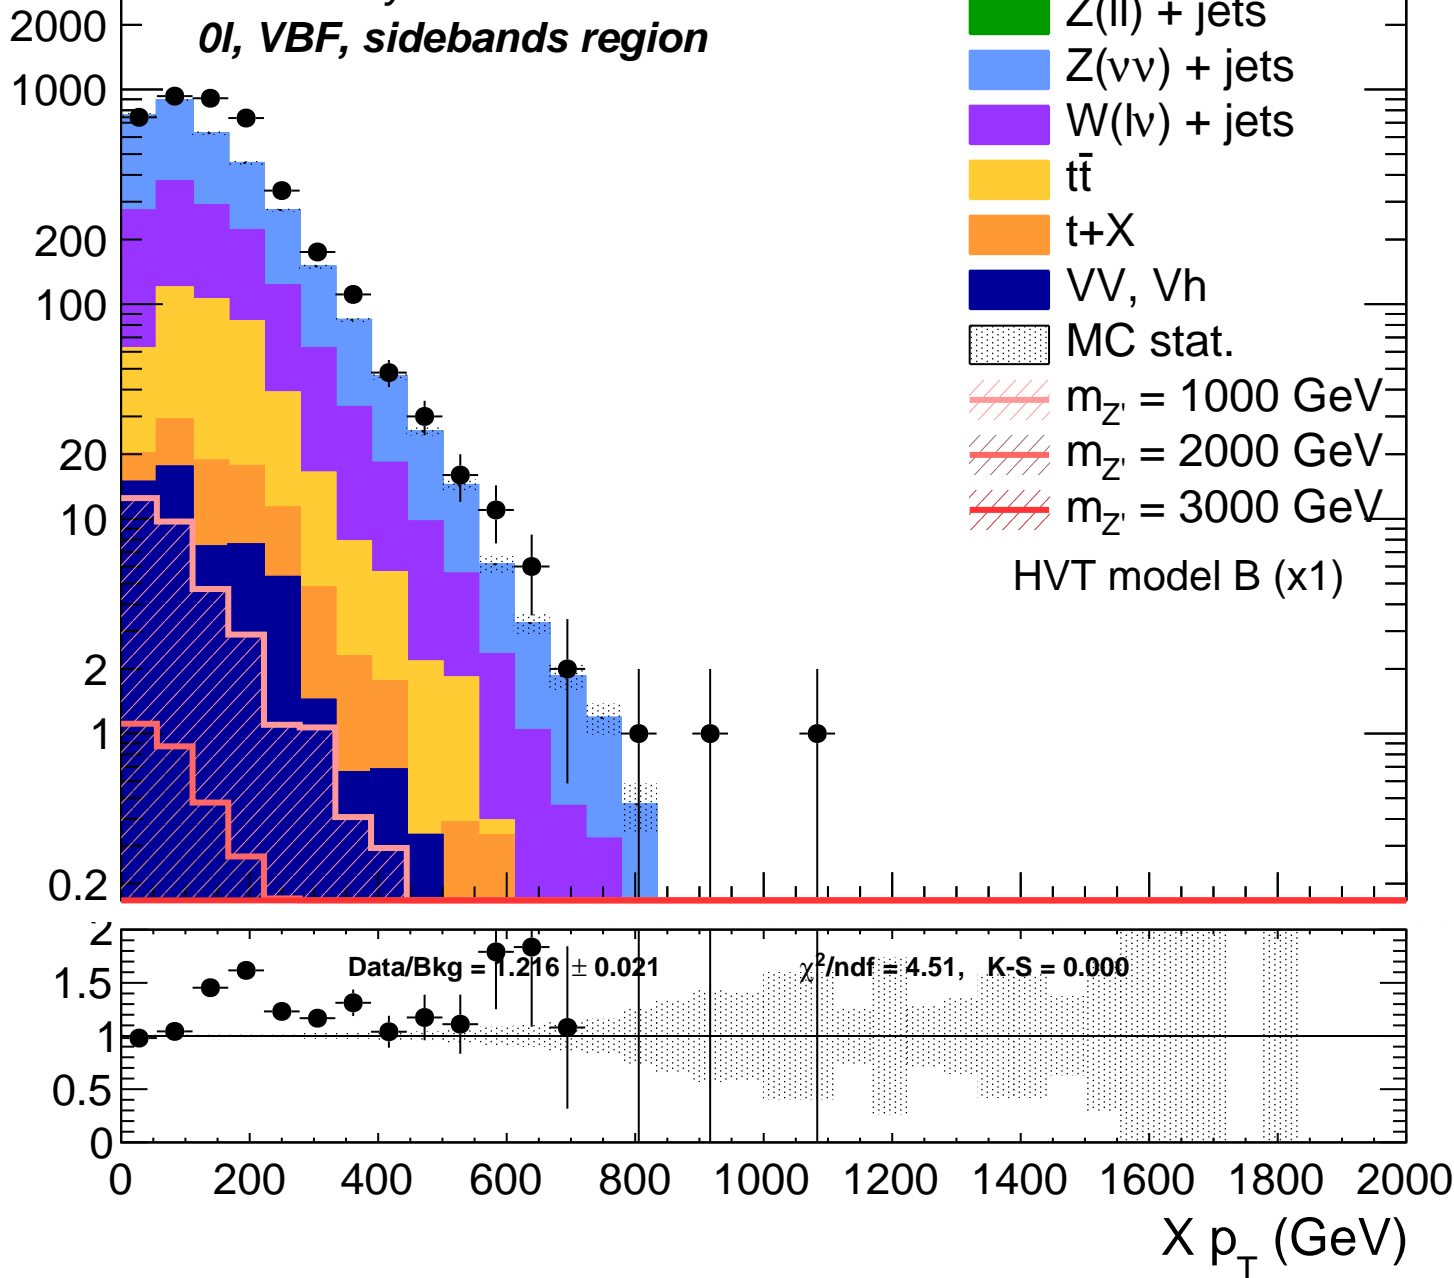 0l, VBF, sidebands region
Z(ll) + jets
Z(νν) + jets
W(lν) + jets
tt̄
t+X
VV, Vh
MC stat.
m_Z' = 1000 GeV
m_Z' = 2000 GeV
m_Z' = 3000 GeV
HVT model B (x1)
2000
1000
200
100
20
10
2
1
0.2
Data/Bkg = 1.216 ± 0.021
χ²/ndf = 4.51, K-S = 0.000
2
1.5
1
0.5
0
0 200 400 600 800 1000 1200 1400 1600 1800 2000
X p_T (GeV)